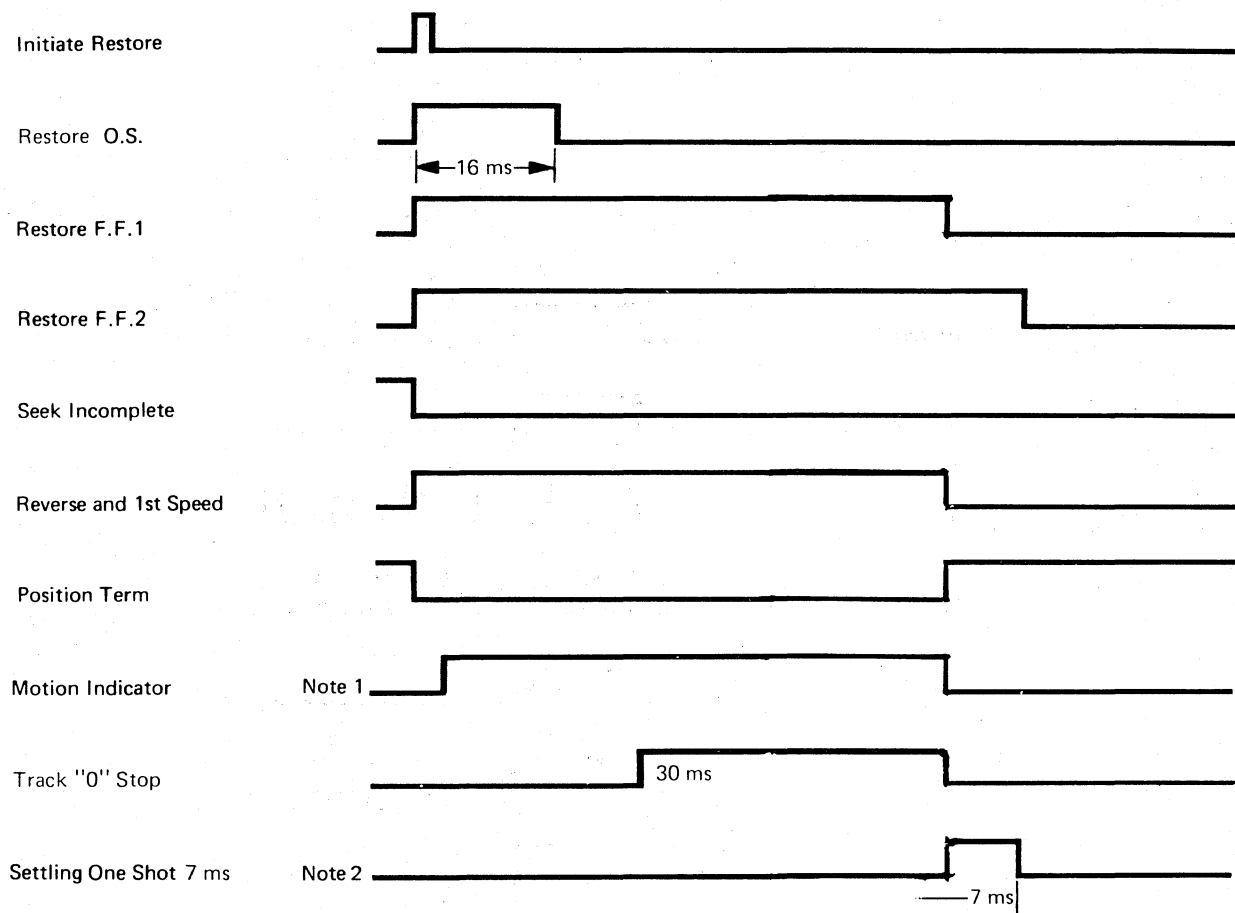 Initiate Restore
Restore O.S.
16 ms
Restore F.F.1
Restore F.F.2
Seek Incomplete
Reverse and 1st Speed
Position Term
Motion Indicator Note 1
Track "0" Stop 30 ms
Settling One Shot 7 ms Note 2
7 ms